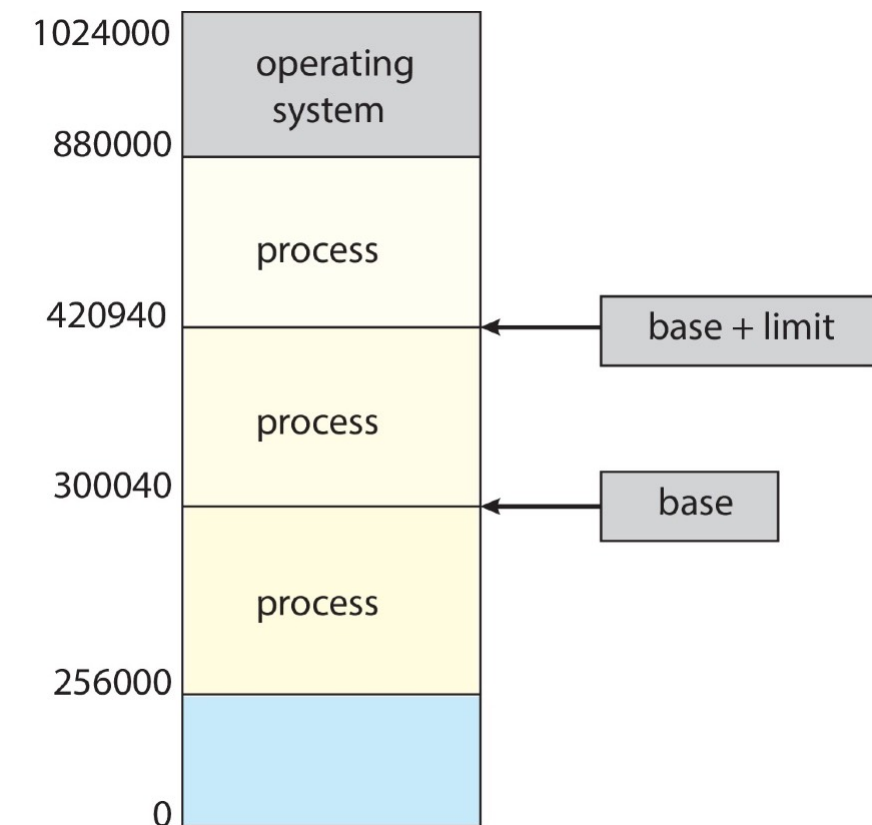 1024000
operating
system
880000
process
420940
base + limit
process
300040
base
process
256000
0